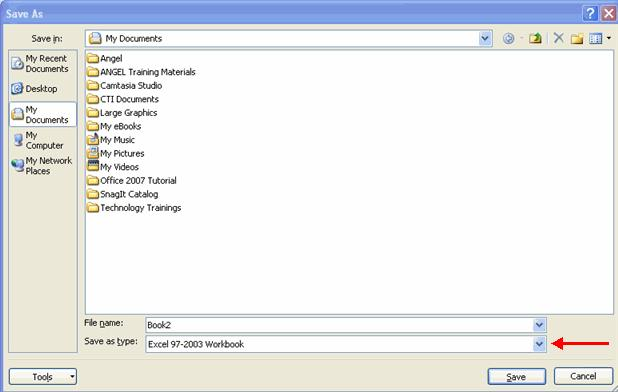 Save As
Save in:
My Documents
My Recent
Documents
Desktop
My
Documents
My
Computer
My Network
Places
Angel
ANGEL Training Materials
Camtasia Studio
CTI Documents
Large Graphics
My eBooks
My Music
My Pictures
My Videos
Office 2007 Tutorial
SnagIt Catalog
Technology Trainings
File name:
Book2
Save as type:
Excel 97-2003 Workbook
Tools
Save
Cancel